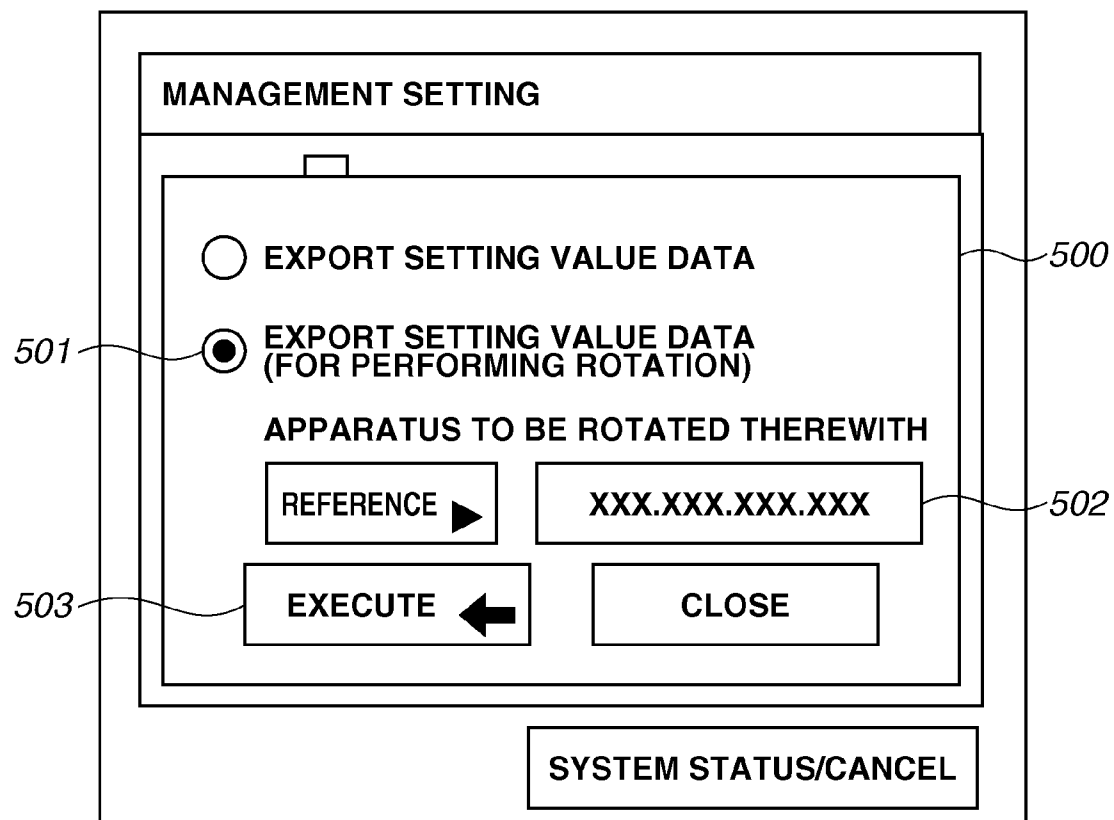 MANAGEMENT SETTING
EXPORT SETTING VALUE DATA
500
501
EXPORT SETTING VALUE DATA
(FOR PERFORMING ROTATION)
APPARATUS TO BE ROTATED THEREWITH
REFERENCE
XXX.XXX.XXX.XXX
502
503
EXECUTE
CLOSE
SYSTEM STATUS/CANCEL